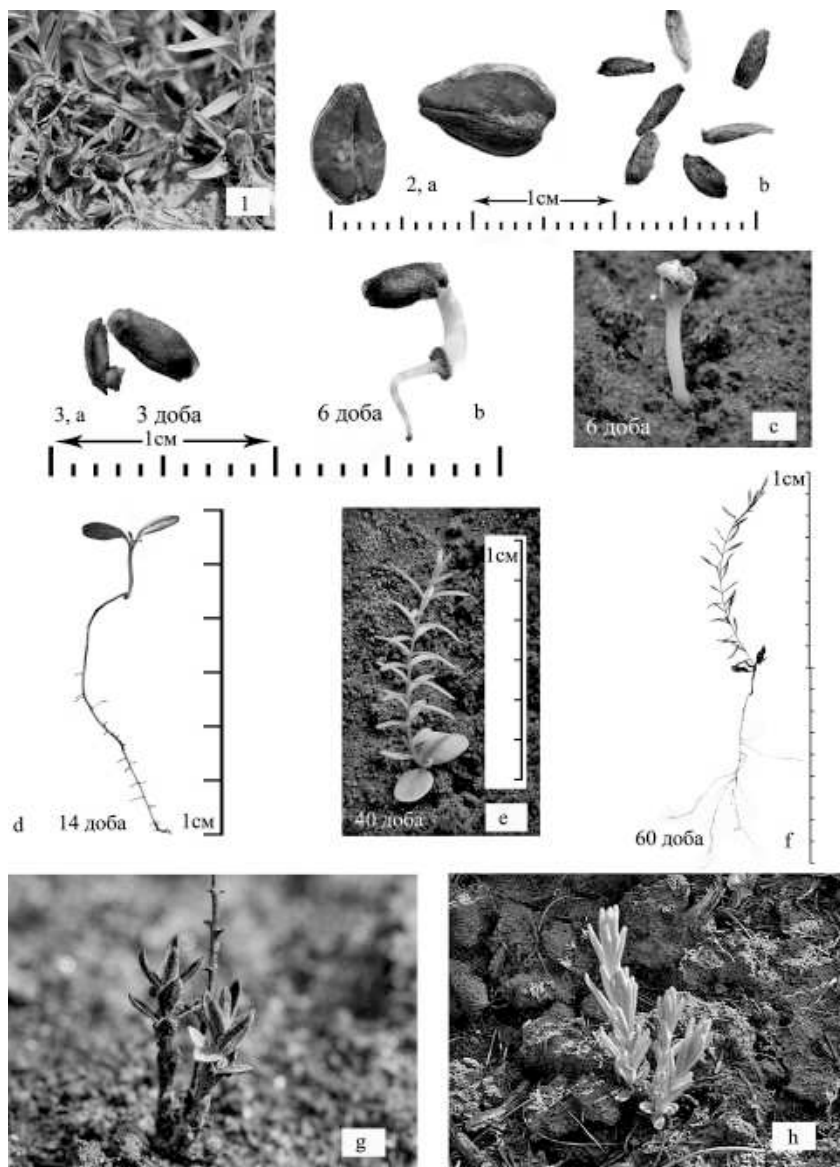 1
2, a
b
1см
3, a
3 доба
1см
6 доба
b
6 доба
c
d
14 доба
1см
40 доба
1см
e
1см
60 доба
f
g
h